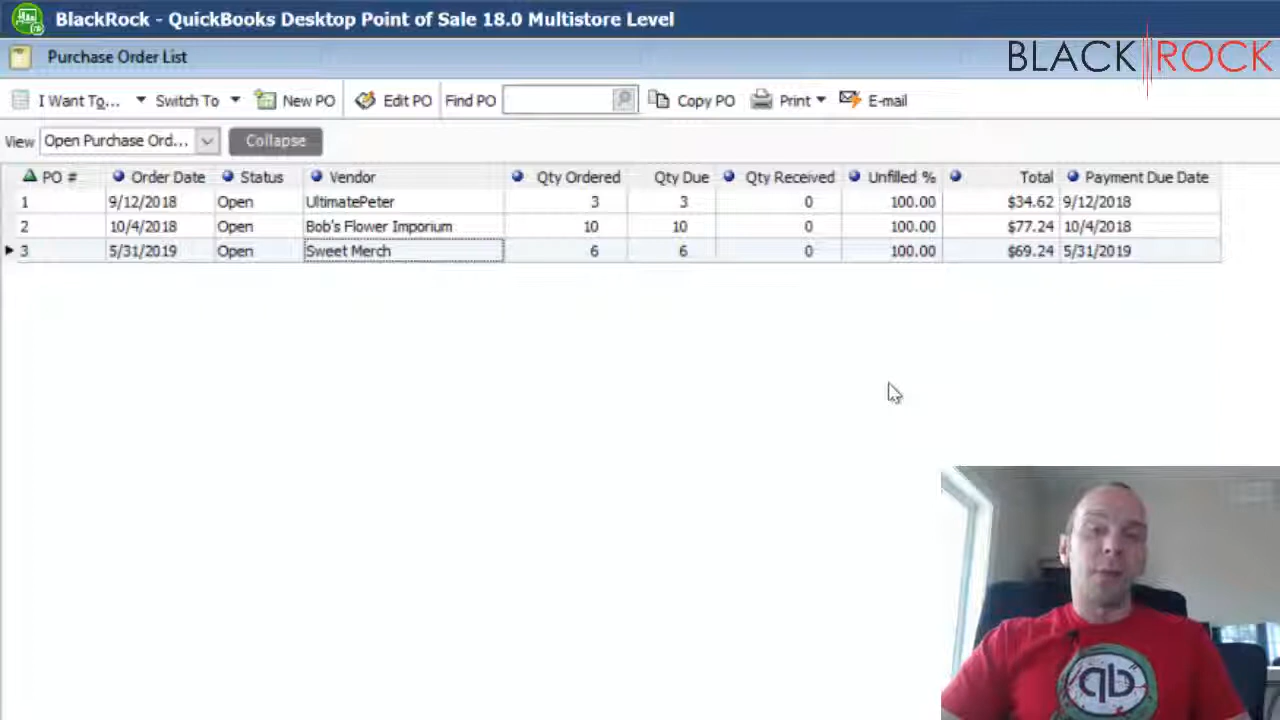 BlackRock - QuickBooks Desktop Point of Sale 18.0 Multistore Level
Purchase Order List
BLACK ROCK
I Want To... Switch To New PO Edit PO Find PO Copy PO Print E-mail
View Open Purchase Ord... Collapse
PO # Order Date Status Vendor Qty Ordered Qty Due Qty Received Unfilled % Total Payment Due Date
1 9/12/2018 Open UltimatePeter 3 3 0 100.00 $34.62 9/12/2018
2 10/4/2018 Open Bob's Flower Imporium 10 10 0 100.00 $77.24 10/4/2018
3 5/31/2019 Open Sweet Merch 6 6 0 100.00 $69.24 5/31/2019
qb